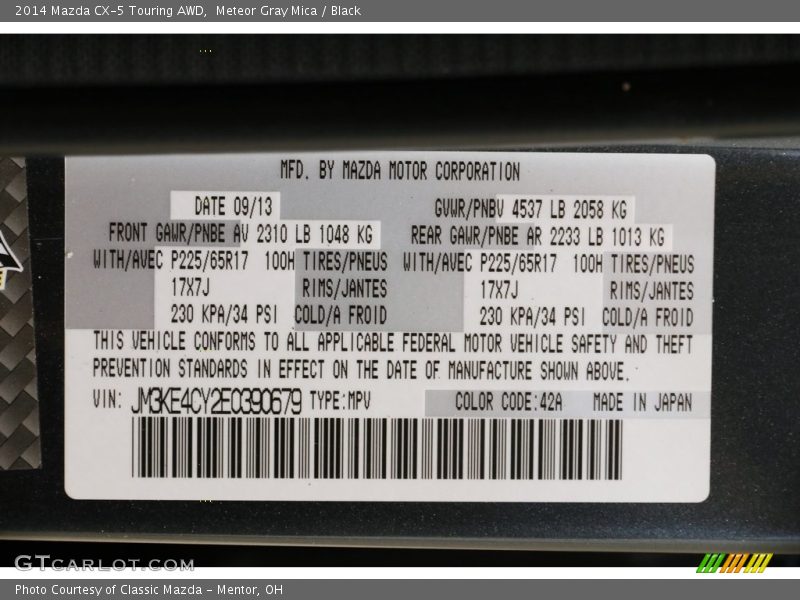 2014 Mazda CX-5 Touring AWD, Meteor Gray Mica / Black
MFD. BY MAZDA MOTOR CORPORATION
DATE 09/13 GVWR/PNBV 4537 LB 2058 KG
FRONT GAWR/PNBE AV 2310 LB 1048 KG REAR GAWR/PNBE AR 2233 LB 1013 KG
WITH/AVEC P225/65R17 100H TIRES/PNEUS WITH/AVEC P225/65R17 100H TIRES/PNEUS
17X7J RIMS/JANTES 17X7J RIMS/JANTES
230 KPA/34 PSI COLD/A FROID 230 KPA/34 PSI COLD/A FROID
THIS VEHICLE CONFORMS TO ALL APPLICABLE FEDERAL MOTOR VEHICLE SAFETY AND THEFT
PREVENTION STANDARDS IN EFFECT ON THE DATE OF MANUFACTURE SHOWN ABOVE.
VIN: JM3KE4CY2E0390679 TYPE:MPV COLOR CODE:42A MADE IN JAPAN
GTCARLOT.COM
Photo Courtesy of Classic Mazda - Mentor, OH